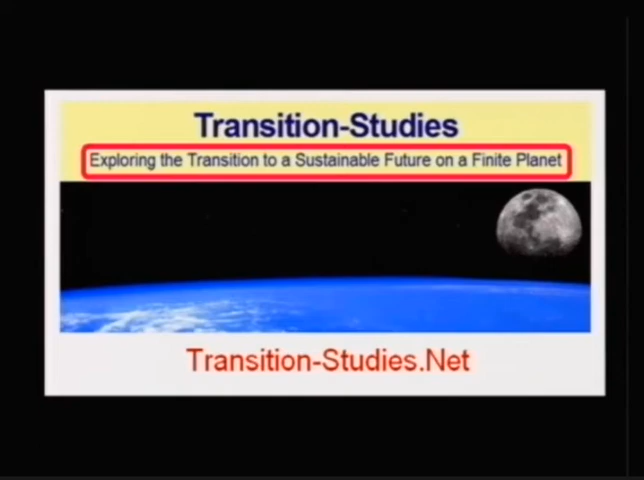 Transition-Studies
Exploring the Transition to a Sustainable Future on a Finite Planet
Transition-Studies.Net